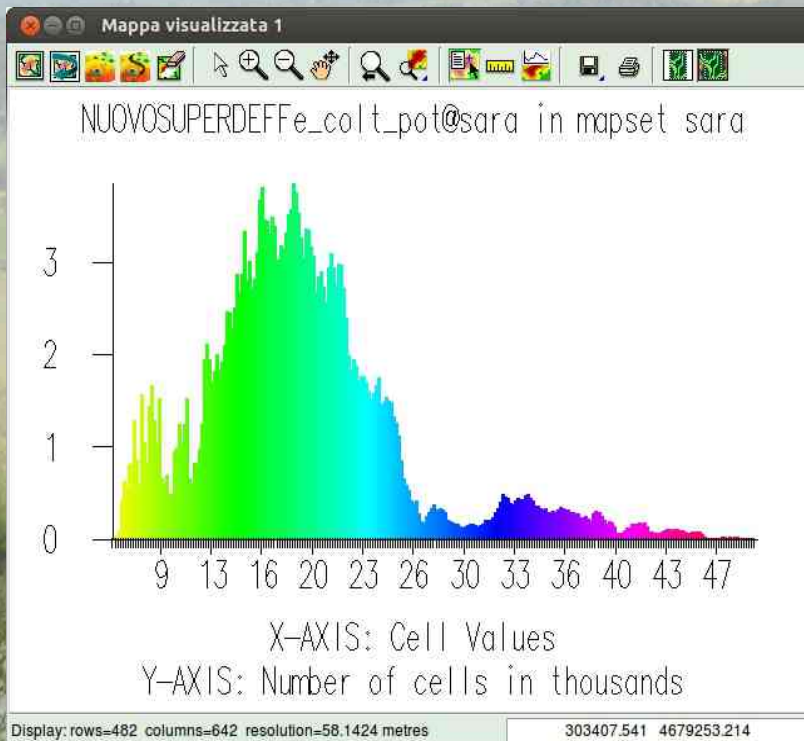 Mappa visualizzata 1
NUOVOSUPERDEFFe_colt_pot@sara in mapset sara
3
2
1
0
9 13 16 20 23 26 30 33 36 40 43 47
X-AXIS: Cell Values
Y-AXIS: Number of cells in thousands
Display: rows=482 columns=642 resolution=58.1424 metres 303407.541 4679253.214